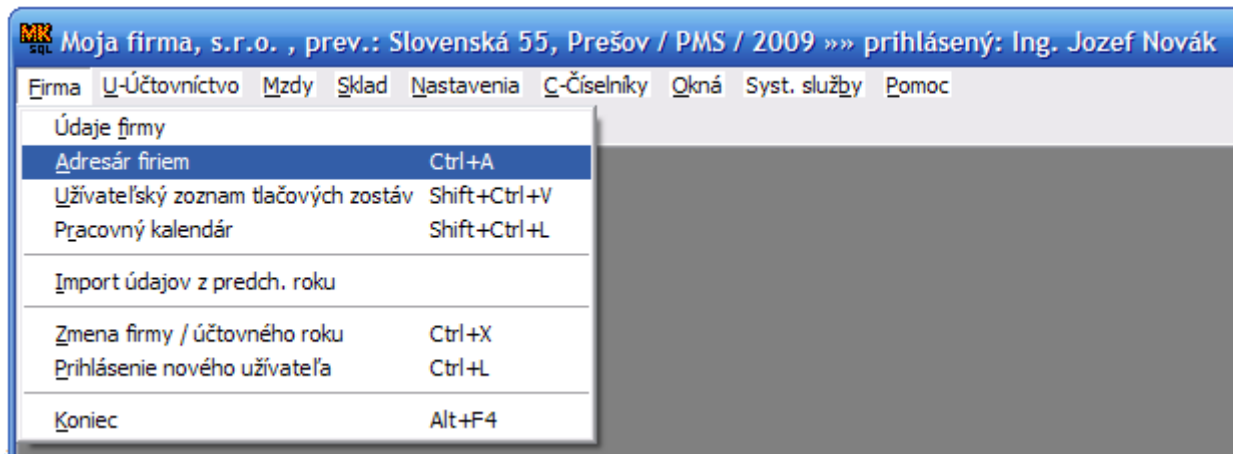 MK
SQL
Moja firma, s.r.o. , prev.: Slovenská 55, Prešov / PMS / 2009 »» prihlásený: Ing. Jozef Novák
Firma U-Účtovníctvo Mzdy Sklad Nastavenia C-Číselníky Okná Syst. služby Pomoc
Údaje firmy
Adresár firiem Ctrl+A
Užívateľský zoznam tlačových zostáv Shift+Ctrl+V
Pracovný kalendár Shift+Ctrl+L
Import údajov z predch. roku
Zmena firmy / účtovného roku Ctrl+X
Prihlásenie nového užívateľa Ctrl+L
Koniec Alt+F4